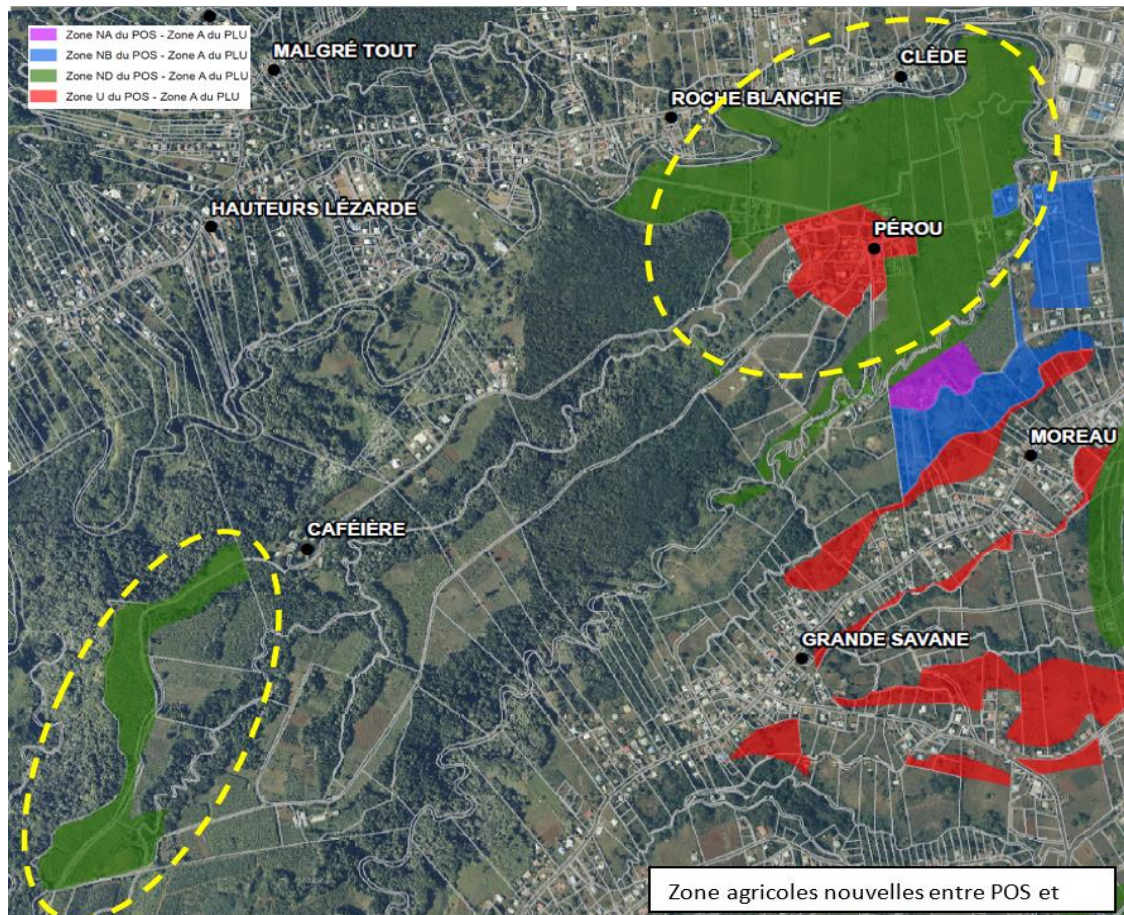 Zone NA du POS - Zone A du PLU
Zone NB du POS - Zone A du PLU
Zone ND du POS - Zone A du PLU
Zone U du POS - Zone A du PLU
MALGRÉ TOUT
CLÈDE
ROCHE BLANCHE
HAUTEURS LÉZARDE
PÉROU
MOREAU
CAFÉIÈRE
GRANDE SAVANE
Zone agricoles nouvelles entre POS et